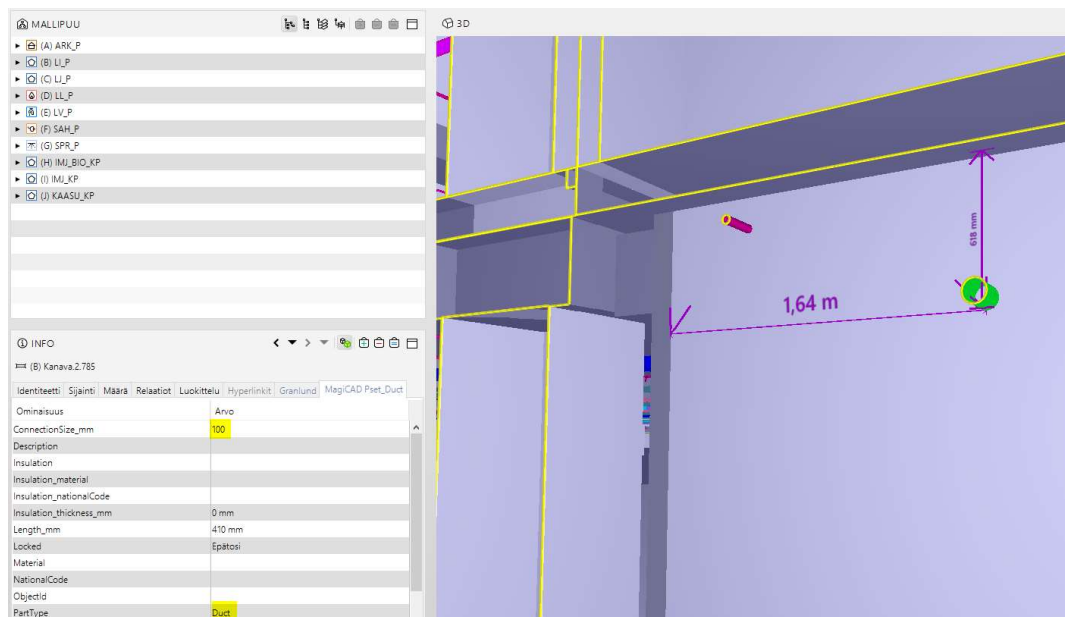 MALLIPUU
(A) ARK_P
(B) LI_P
(C) LJ_P
(D) LL_P
(E) LV_P
(F) SAH_P
(G) SPR_P
(H) IMJ_BIO_KP
(I) IMJ_KP
(J) KAASU_KP
INFO
(B) Kanava.2.785
Identiteetti Sijainti Määrä Relaatiot Luokittelu Hyperlinkit Granlund MagiCAD Pset_Duct
Ominaisuus Arvo
ConnectionSize_mm 100
Description
Insulation
Insulation_material
Insulation_nationalCode
Insulation_thickness_mm 0 mm
Length_mm 410 mm
Locked Epätosi
Material
NationalCode
ObjectId
PartType Duct
3D
618 mm
1,64 m